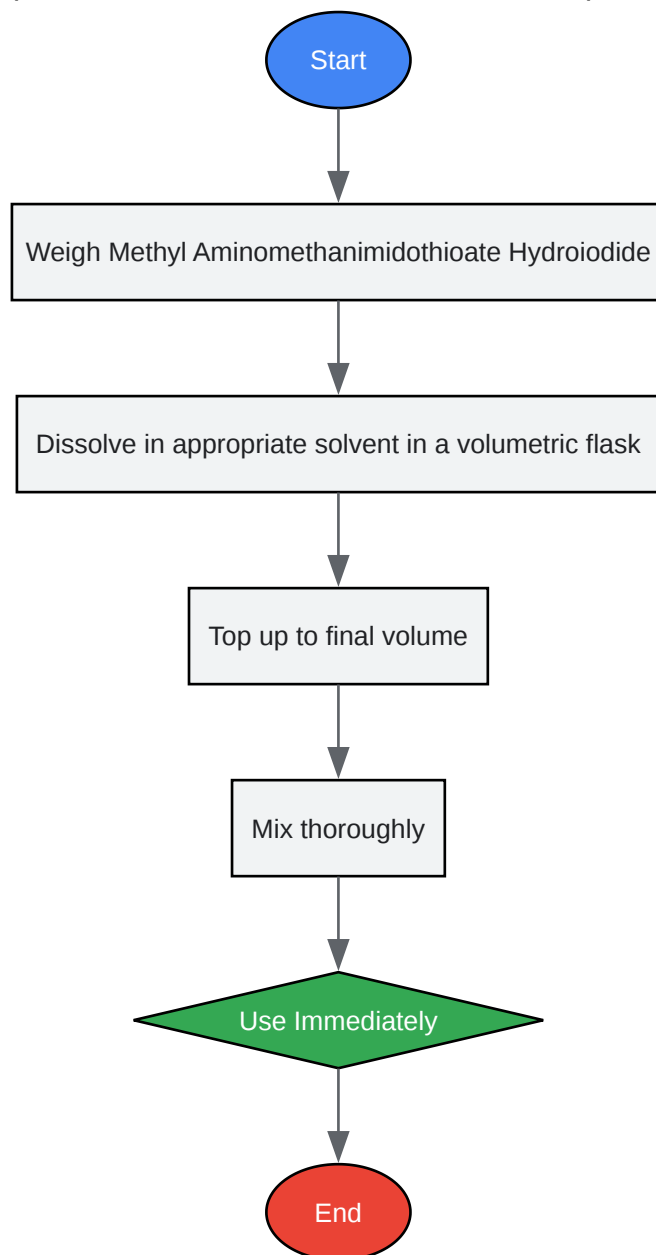 Start
Weigh Methyl Aminomethanimidothioate Hydroiodide
Dissolve in appropriate solvent in a volumetric flask
Top up to final volume
Mix thoroughly
Use Immediately
End